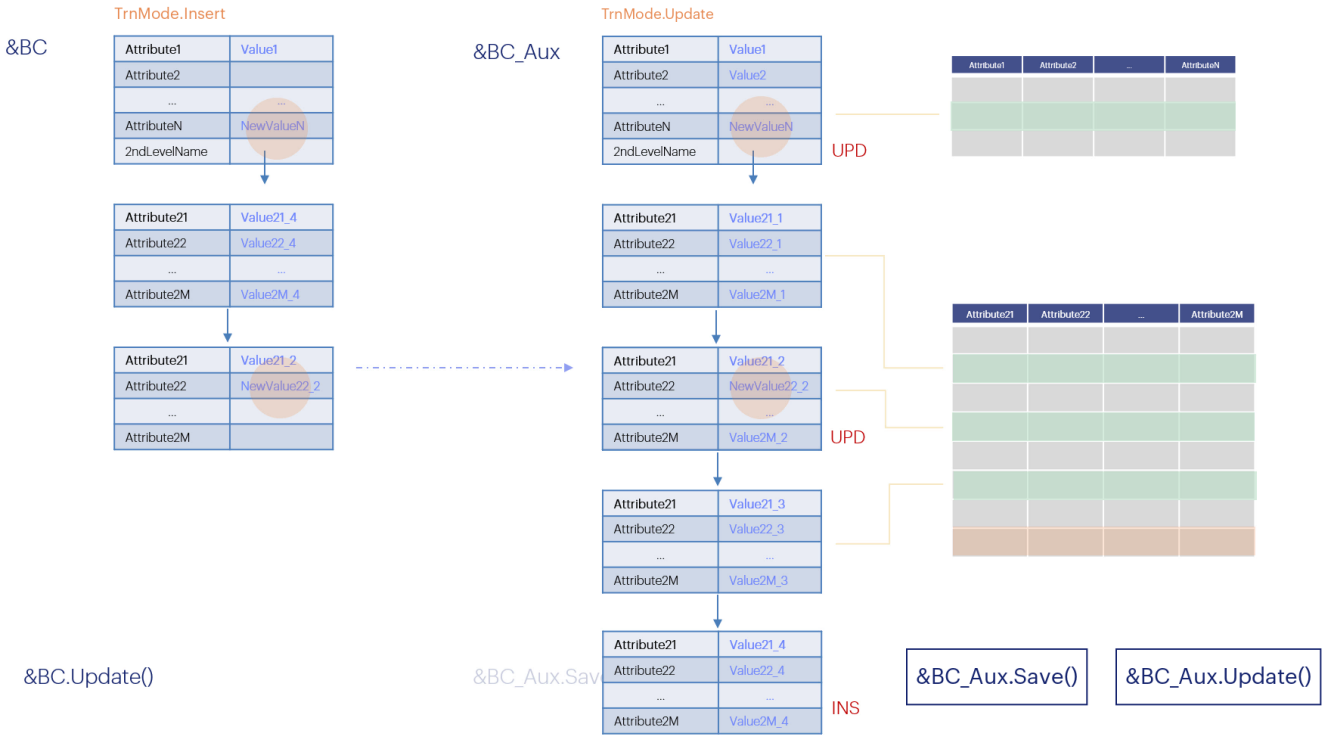 TrnMode.Insert
&BC
Attribute1 Value1
Attribute2
... ...
AttributeN NewValueN
2ndLevelName
Attribute21 Value21_4
Attribute22 Value22_4
... ...
Attribute2M Value2M_4
Attribute21 Value21_2
Attribute22 NewValue22_2
...
Attribute2M
&BC.Update()
TrnMode.Update
&BC_Aux
Attribute1 Value1
Attribute2 Value2
... ...
AttributeN NewValueN
2ndLevelName
UPD
Attribute21 Value21_1
Attribute22 Value22_1
... ...
Attribute2M Value2M_1
Attribute21 Value21_2
Attribute22 NewValue22_2
... ...
Attribute2M Value2M_2
UPD
Attribute21 Value21_3
Attribute22 Value22_3
... ...
Attribute2M Value2M_3
Attribute21 Value21_4
Attribute22 Value22_4
... ...
Attribute2M Value2M_4
INS
&BC_Aux.Sav
Attribute1 Attribute2 ... AttributeN
Attribute21 Attribute22 ... Attribute2M
&BC_Aux.Save()
&BC_Aux.Update()